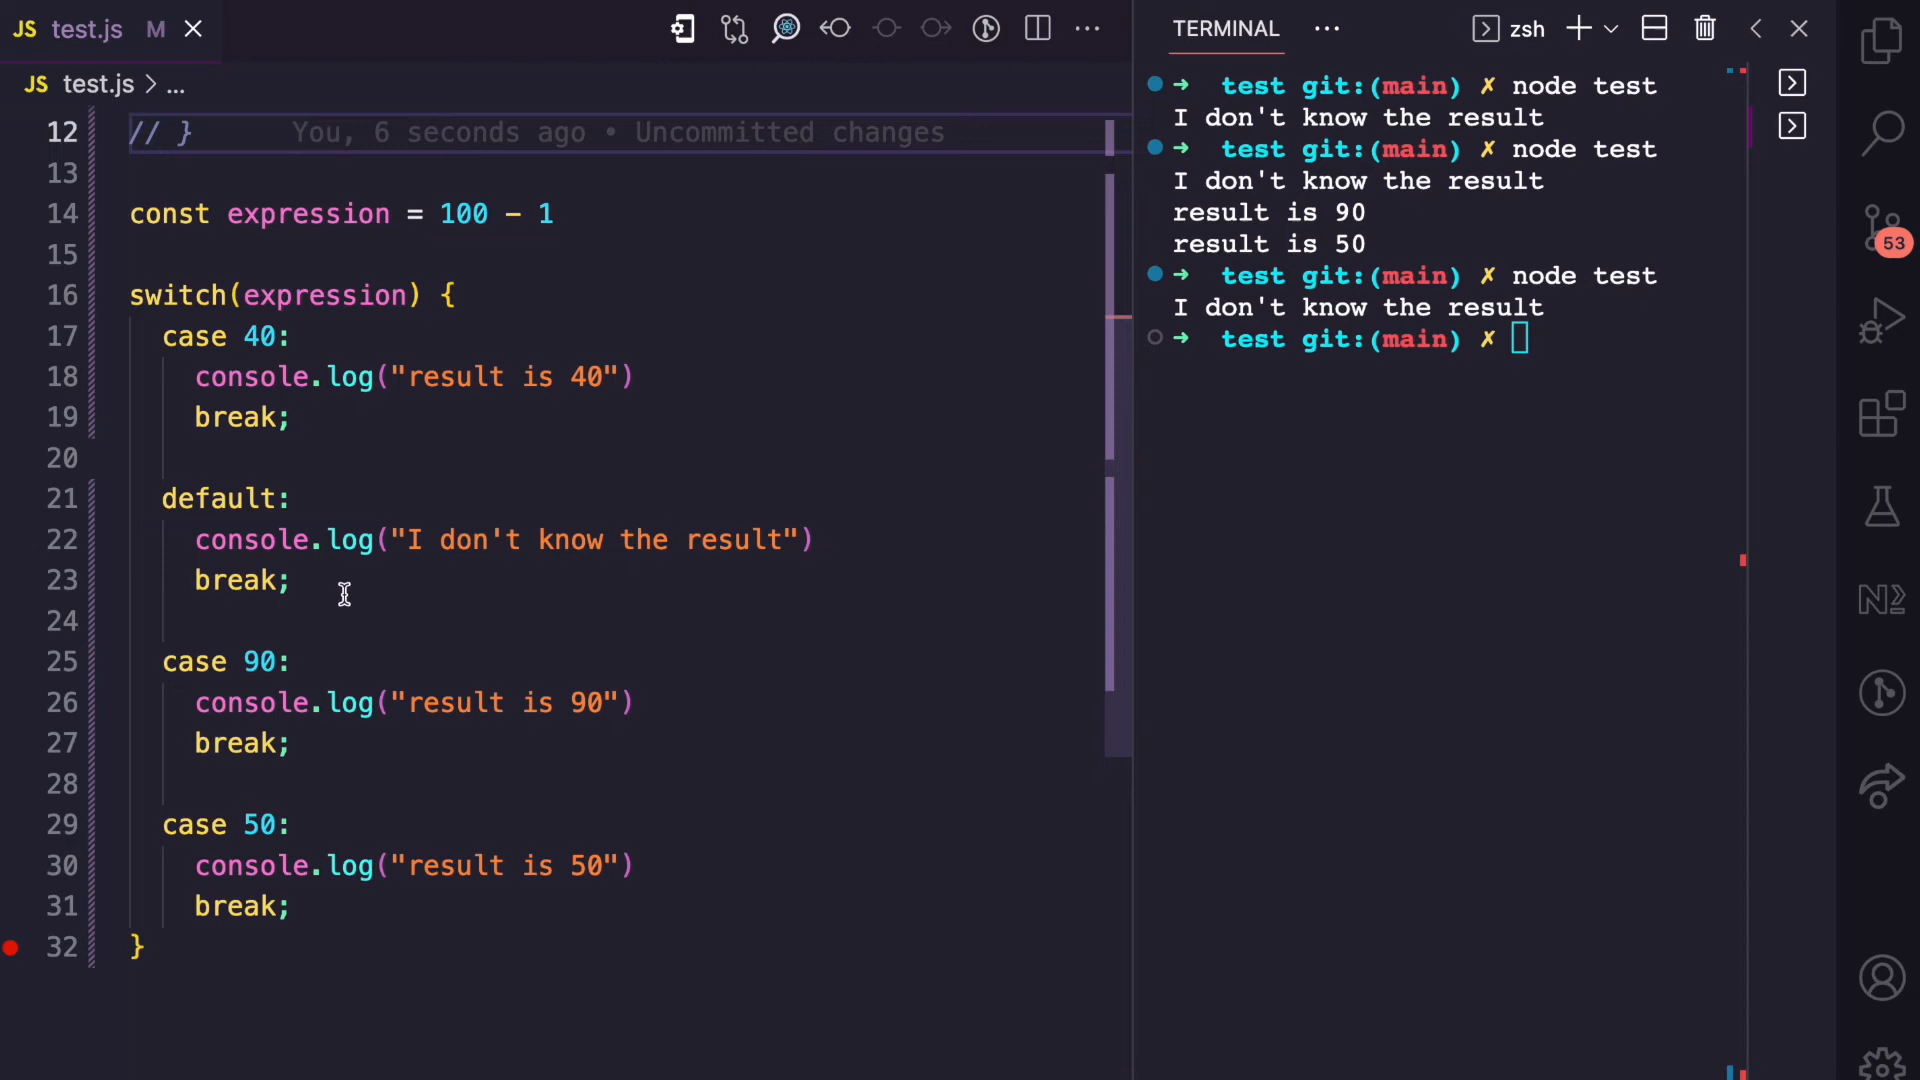 JS test.js M
JS test.js > ...
12 // } You, 6 seconds ago • Uncommitted changes
13
14 const expression = 100 - 1
15
16 switch(expression) {
17 case 40:
18 console.log("result is 40")
19 break;
20
21 default:
22 console.log("I don't know the result")
23 break;
24
25 case 90:
26 console.log("result is 90")
27 break;
28
29 case 50:
30 console.log("result is 50")
31 break;
32 }
TERMINAL ... zsh
➜ test git:(main) ✗ node test
I don't know the result
➜ test git:(main) ✗ node test
I don't know the result
result is 90
result is 50
➜ test git:(main) ✗ node test
I don't know the result
➜ test git:(main) ✗
53